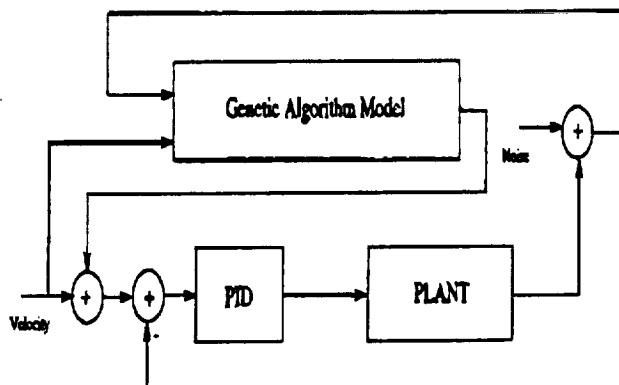 Genetic Algorithm Model
Noise
+
+
+
-
PID
PLANT
Velocity